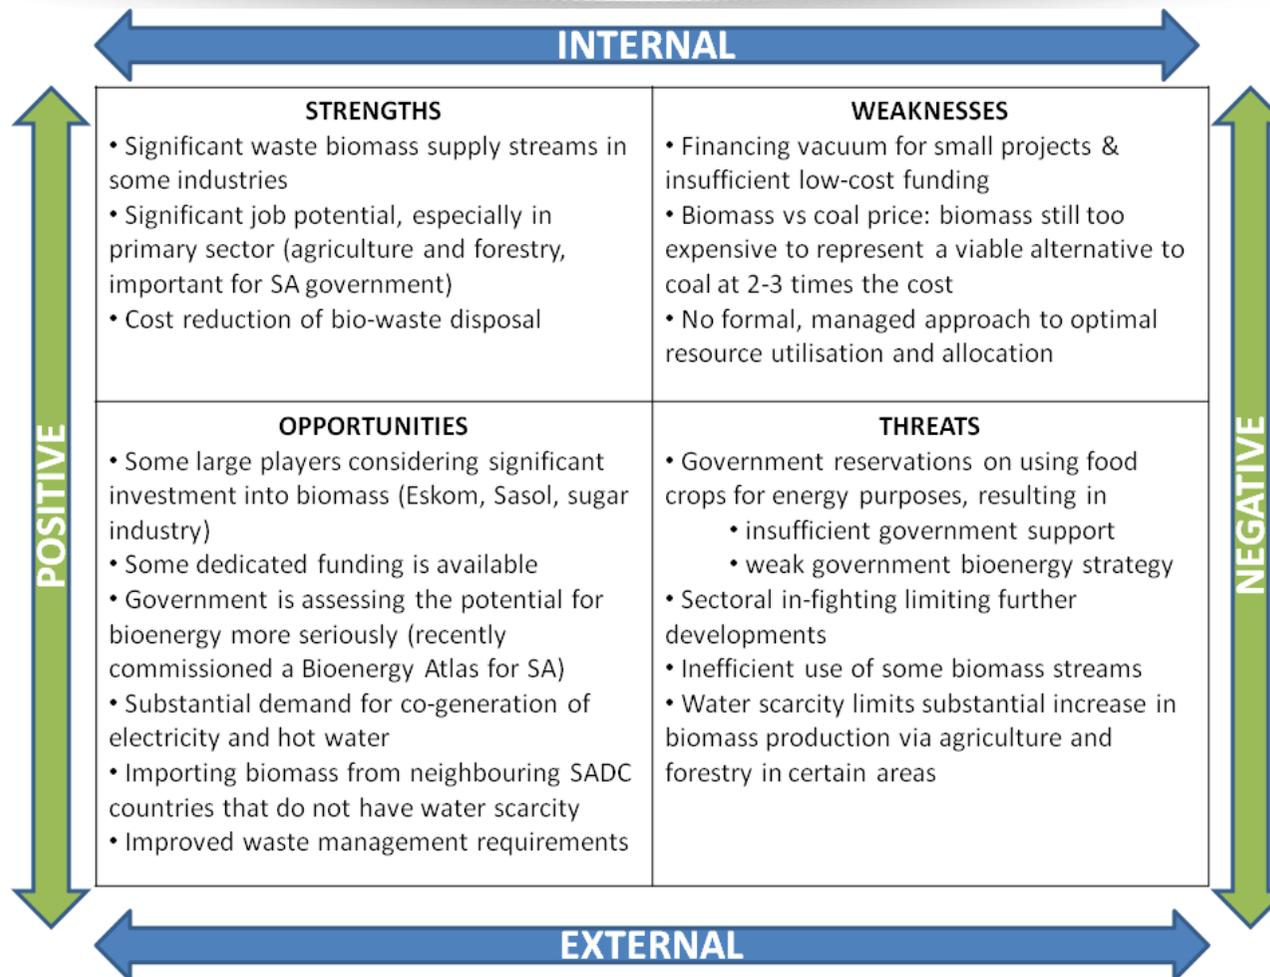 INTERNAL
STRENGTHS
• Significant waste biomass supply streams in
some industries
• Significant job potential, especially in
primary sector (agriculture and forestry,
important for SA government)
• Cost reduction of bio-waste disposal
WEAKNESSES
• Financing vacuum for small projects &
insufficient low-cost funding
• Biomass vs coal price: biomass still too
expensive to represent a viable alternative to
coal at 2-3 times the cost
• No formal, managed approach to optimal
resource utilisation and allocation
POSITIVE
OPPORTUNITIES
• Some large players considering significant
investment into biomass (Eskom, Sasol, sugar
industry)
• Some dedicated funding is available
• Government is assessing the potential for
bioenergy more seriously (recently
commissioned a Bioenergy Atlas for SA)
• Substantial demand for co-generation of
electricity and hot water
• Importing biomass from neighbouring SADC
countries that do not have water scarcity
• Improved waste management requirements
THREATS
• Government reservations on using food
crops for energy purposes, resulting in
• insufficient government support
• weak government bioenergy strategy
• Sectoral in-fighting limiting further
developments
• Inefficient use of some biomass streams
• Water scarcity limits substantial increase in
biomass production via agriculture and
forestry in certain areas
NEGATIVE
EXTERNAL